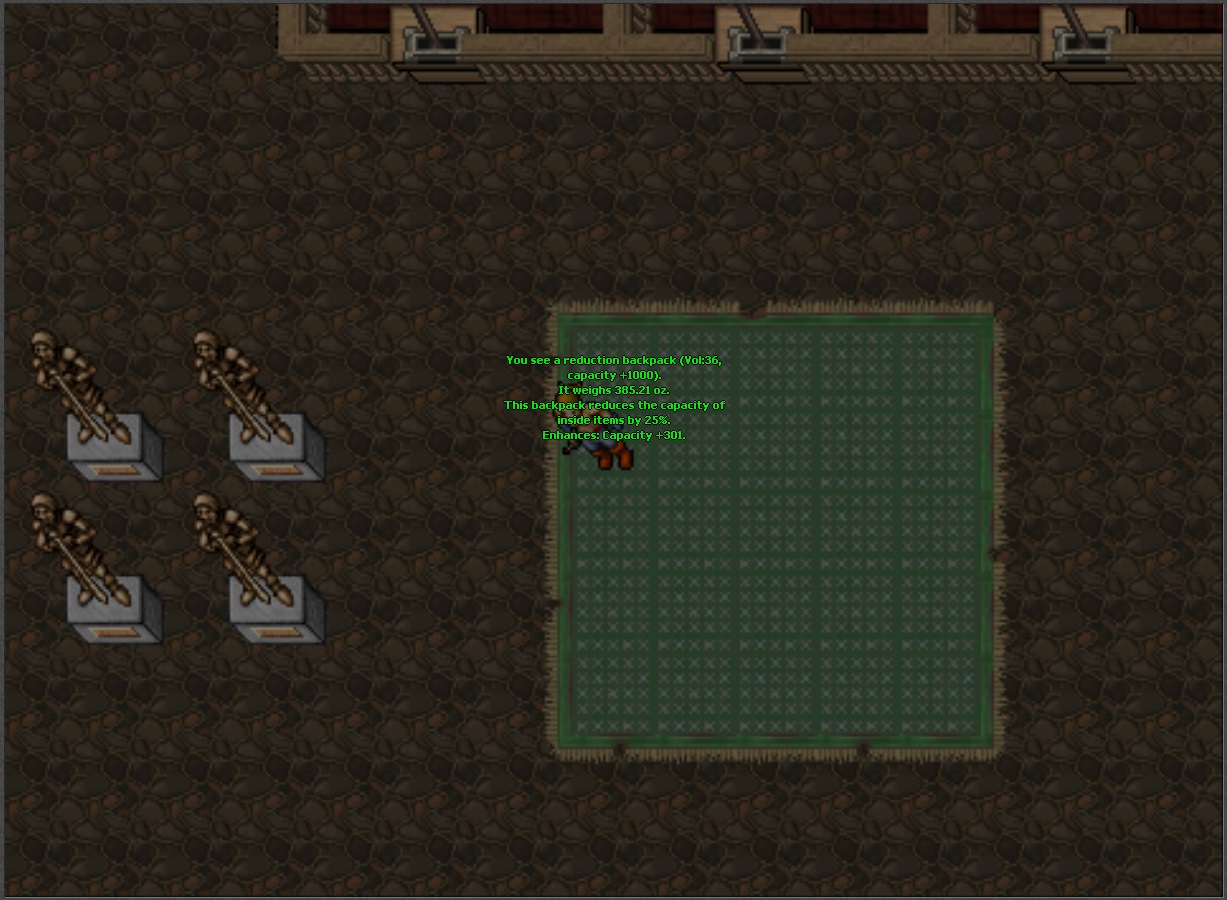 You see a reduction backpack (Vol:36,
capacity +1000).
It weighs 385.21 oz.
This backpack reduces the capacity of
inside items by 25%.
Enhances: Capacity +301.